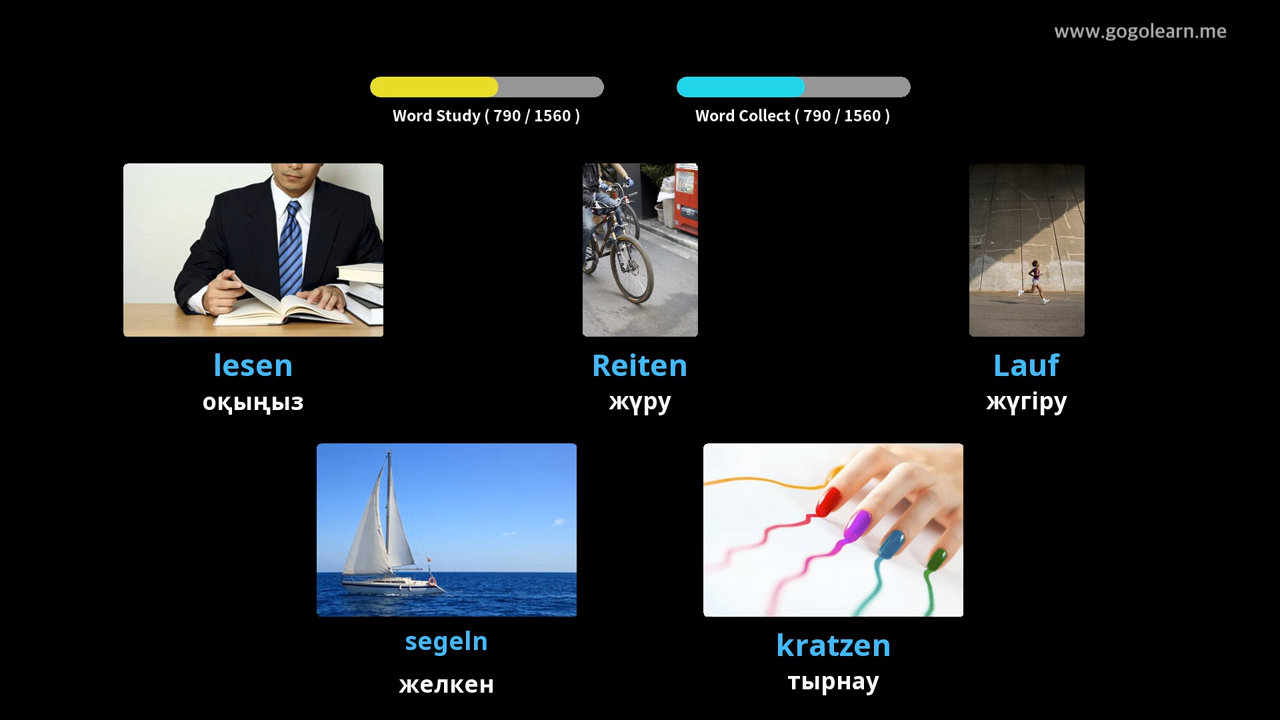 www.gogolearn.me
Word Study ( 790 / 1560 )
Word Collect ( 790 / 1560 )
lesen
оқыңыз
Reiten
жүру
Lauf
жүгіру
segeln
желкен
kratzen
тырнау